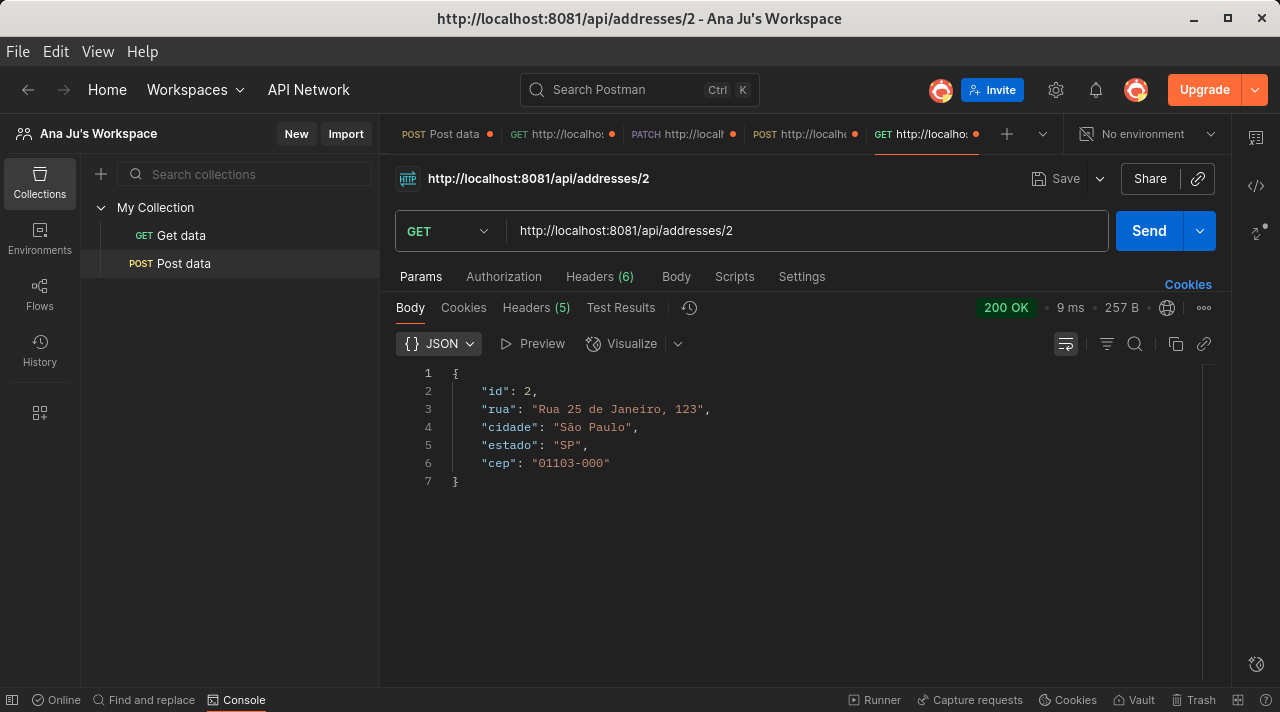 http://localhost:8081/api/addresses/2 - Ana Ju's Workspace
File Edit View Help
Home Workspaces API Network Search Postman Ctrl K Invite Upgrade
Ana Ju's Workspace New Import
POST Post data GET http://localho: PATCH http://localh POST http://localho GET http://localho: No environment
Collections
Environments
Flows
History
Search collections
My Collection
GET Get data
POST Post data
HTTP http://localhost:8081/api/addresses/2 Save Share
GET http://localhost:8081/api/addresses/2 Send
Params Authorization Headers (6) Body Scripts Settings Cookies
Body Cookies Headers (5) Test Results 200 OK • 9 ms • 257 B •
{ } JSON Preview Visualize
1 {
2 "id": 2,
3 "rua": "Rua 25 de Janeiro, 123",
4 "cidade": "São Paulo",
5 "estado": "SP",
6 "cep": "01103-000"
7 }
Online Find and replace Console Runner Capture requests Cookies Vault Trash